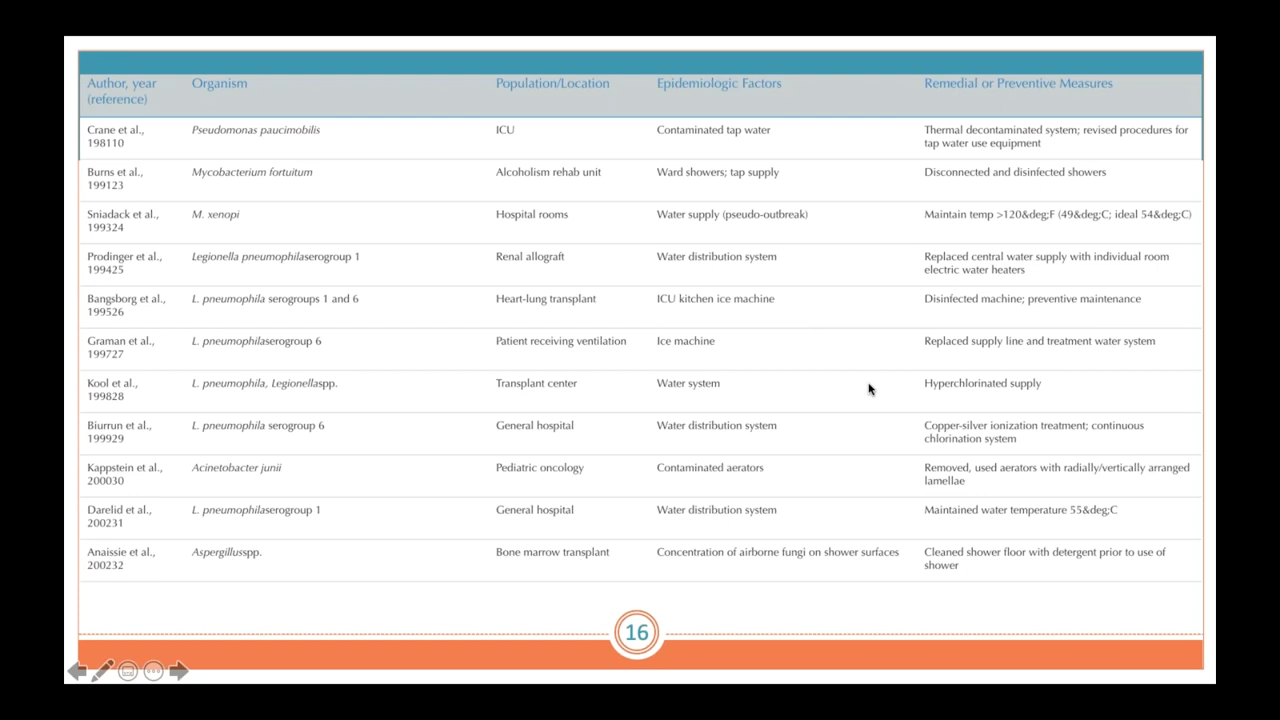 Author, year Organism Population/Location Epidemiologic Factors Remedial or Preventive Measures
(reference)
Crane et al., Pseudomonas paucimobilis ICU Contaminated tap water Thermal decontaminated system; revised procedures for
198110 tap water use equipment
Burns et al., Mycobacterium fortuitum Alcoholism rehab unit Ward showers; tap supply Disconnected and disinfected showers
199123
Sniadack et al., M. xenopi Hospital rooms Water supply (pseudo-outbreak) Maintain temp >120&deg;F (49&deg;C; ideal 54&deg;C)
199324
Prodinger et al., Legionella pneumophilaserogroup 1 Renal allograft Water distribution system Replaced central water supply with individual room
199425 electric water heaters
Bangsborg et al., L. pneumophila serogroups 1 and 6 Heart-lung transplant ICU kitchen ice machine Disinfected machine; preventive maintenance
199526
Graman et al., L. pneumophilaserogroup 6 Patient receiving ventilation Ice machine Replaced supply line and treatment water system
199727
Kool et al., L. pneumophila, Legionellaspp. Transplant center Water system Hyperchlorinated supply
199828
Biurrun et al., L. pneumophila serogroup 6 General hospital Water distribution system Copper-silver ionization treatment; continuous
199929 chlorination system
Kappstein et al., Acinetobacter junii Pediatric oncology Contaminated aerators Removed, used aerators with radially/vertically arranged
200030 lamellae
Darelid et al., L. pneumophilaserogroup 1 General hospital Water distribution system Maintained water temperature 55&deg;C
200231
Anaissie et al., Aspergillusspp. Bone marrow transplant Concentration of airborne fungi on shower surfaces Cleaned shower floor with detergent prior to use of
200232 shower
16